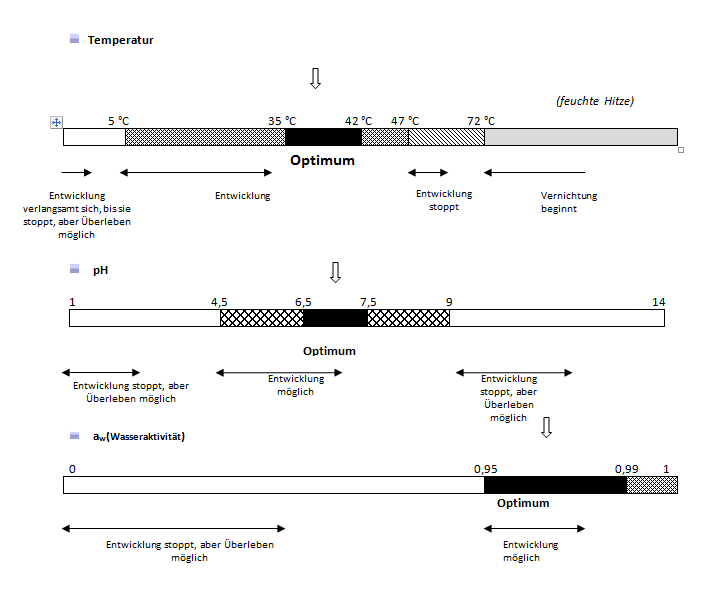 Temperatur
(feuchte Hitze)
5 °C 35 °C 42 °C 47 °C 72 °C
Optimum
Entwicklung
verlangsamt sich, bis sie
stoppt, aber Überleben
möglich
Entwicklung
Entwicklung
stoppt
Vernichtung
beginnt
pH
1 4,5 6,5 7,5 9 14
Optimum
Entwicklung stoppt, aber
Überleben möglich
Entwicklung
möglich
Entwicklung
stoppt, aber
Überleben
möglich
aw(Wasseraktivität)
0 0,95 0,99 1
Optimum
Entwicklung stoppt, aber Überleben
möglich
Entwicklung
möglich